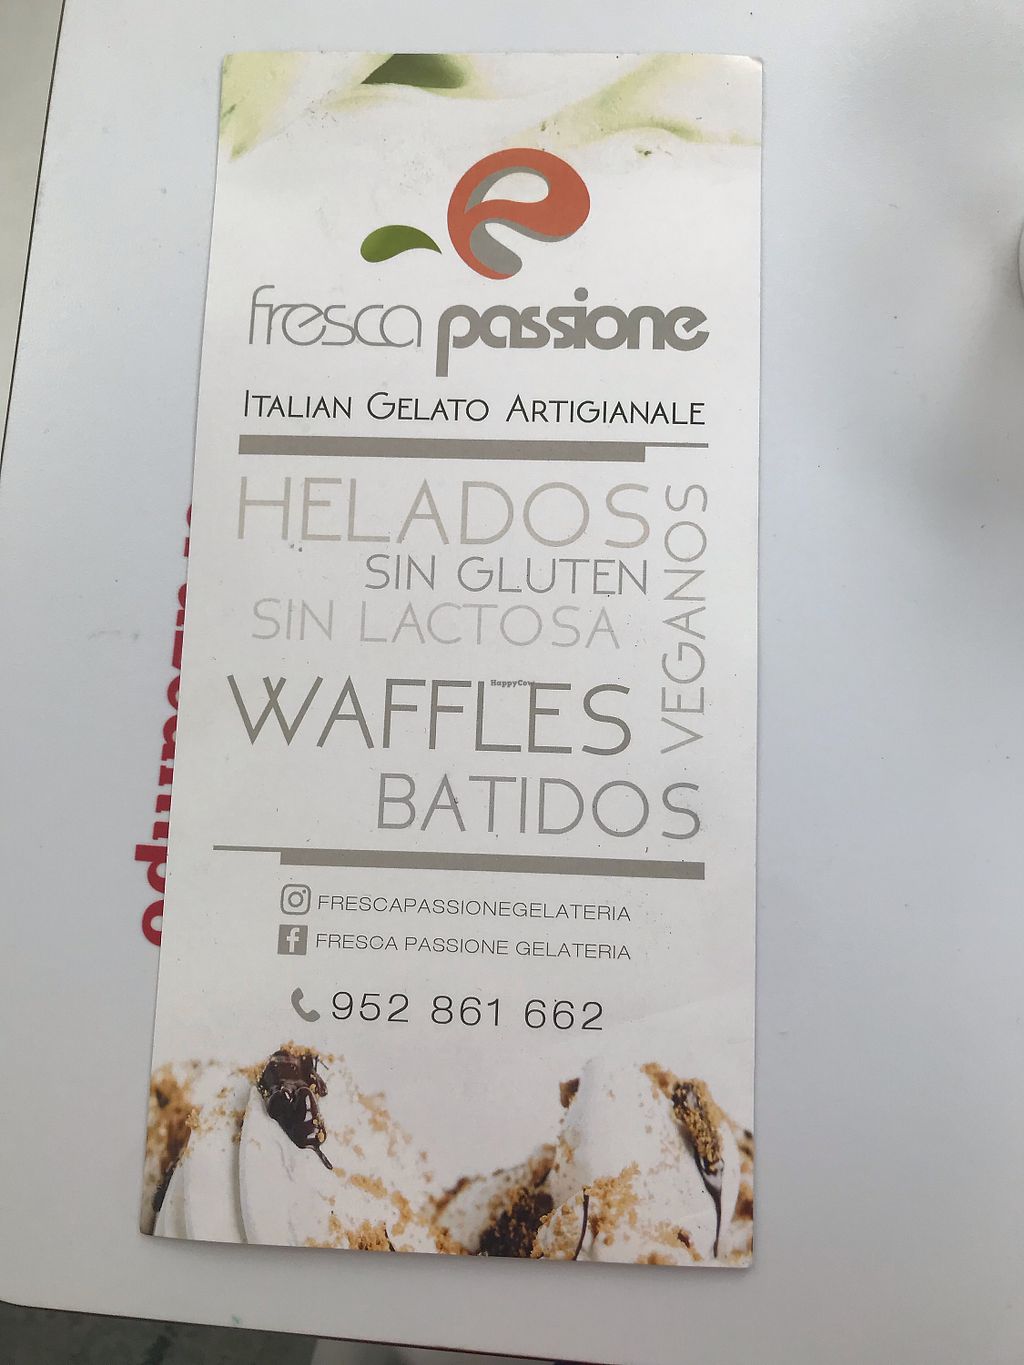 fresca passione
ITALIAN GELATO ARTIGIANALE
HELADOS
SIN GLUTEN
SIN LACTOSA
VEGANOS
WAFFLES
HappyCow
BATIDOS
FRESCAPASSIONEGELATERIA
FRESCA PASSIONE GELATERIA
952 861 662